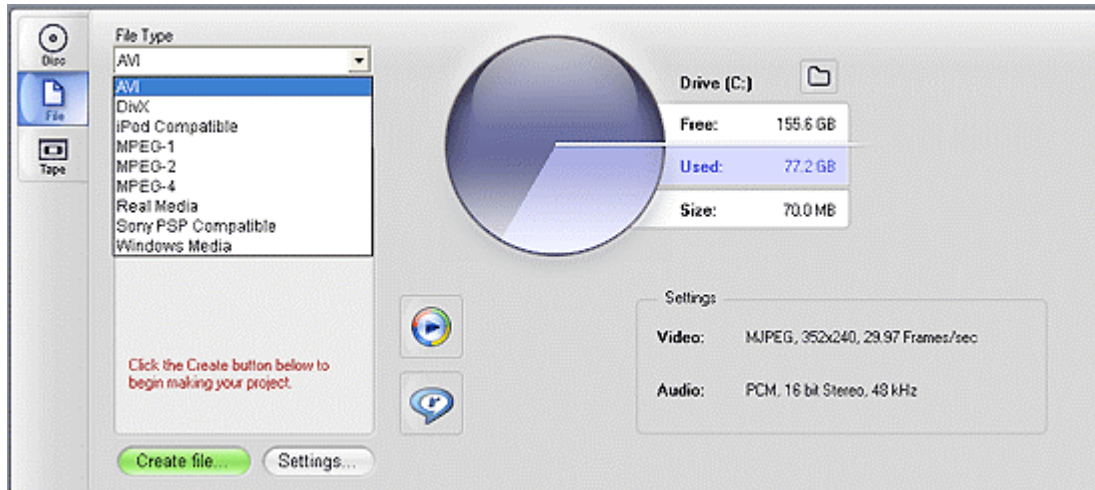 Disc
File
Tape
File Type
AVI
AVI
DivX
iPod Compatible
MPEG-1
MPEG-2
MPEG-4
Real Media
Sony PSP Compatible
Windows Media
Click the Create button below to
begin making your project.
Create file...
Settings...
Drive (C:)
Free: 155.6 GB
Used: 77.2 GB
Size: 70.0 MB
Settings
Video: MJPEG, 352x240, 29.97 Frames/sec
Audio: PCM, 16 bit Stereo, 48 kHz